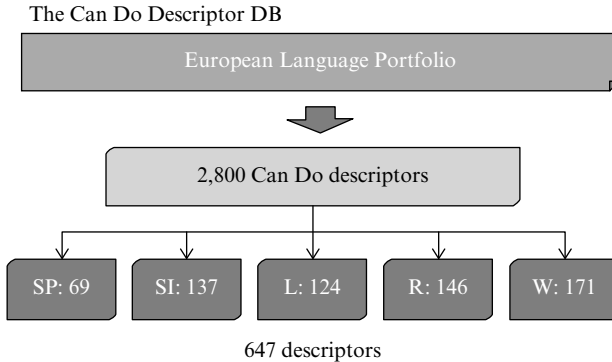 The Can Do Descriptor DB
European Language Portfolio
2,800 Can Do descriptors
SP: 69
SI: 137
L: 124
R: 146
W: 171
647 descriptors